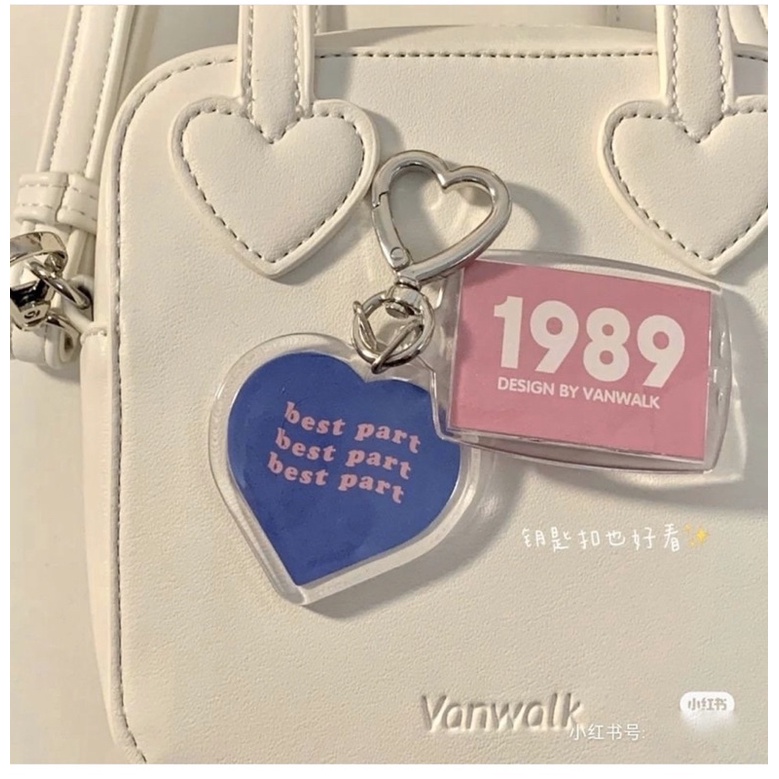 1989
DESIGN BY VANWALK
best part
best part
best part
钥匙扣也好看✨
Vanwalk
小红书
小红书号: